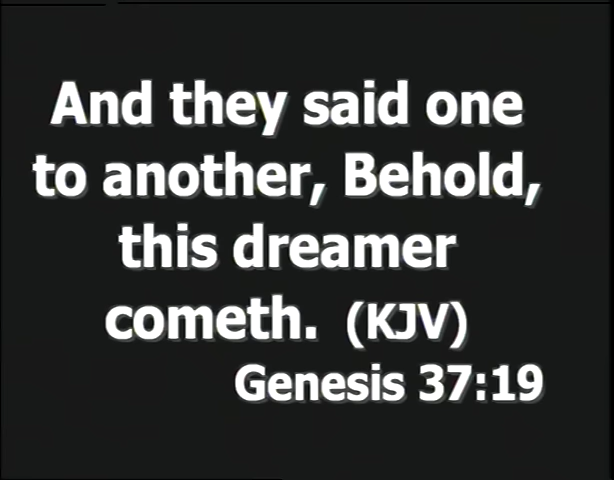 And they said one
to another, Behold,
this dreamer
cometh. (KJV)
Genesis 37:19